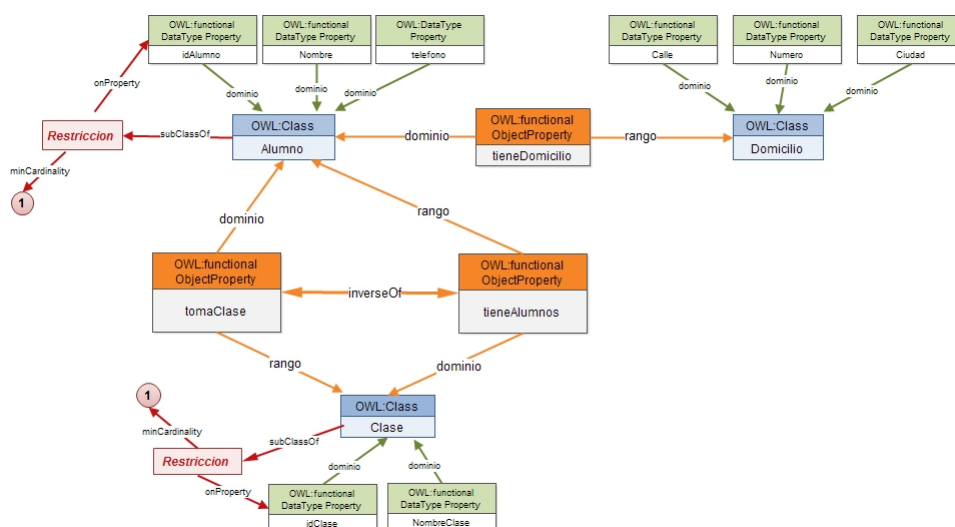 OWL:functional
DataType Property
idAlumno
OWL:functional
DataType Property
Nombre
OWL:DataType
Property
telefono
OWL:functional
DataType Property
Calle
OWL:functional
DataType Property
Numero
OWL:functional
DataType Property
Ciudad
onProperty
dominio
dominio
dominio
dominio
dominio
dominio
Restriccion
subClassOf
OWL:Class
Alumno
dominio
OWL:functional
ObjectProperty
tieneDomicilio
rango
OWL:Class
Domicilio
minCardinality
1
dominio
rango
OWL:functional
ObjectProperty
tomaClase
inverseOf
OWL:functional
ObjectProperty
tieneAlumnos
rango
dominio
1
OWL:Class
Clase
minCardinality
subClassOf
Restriccion
dominio
dominio
onProperty
OWL:functional
DataType Property
idClase
OWL:functional
DataType Property
NombreClase